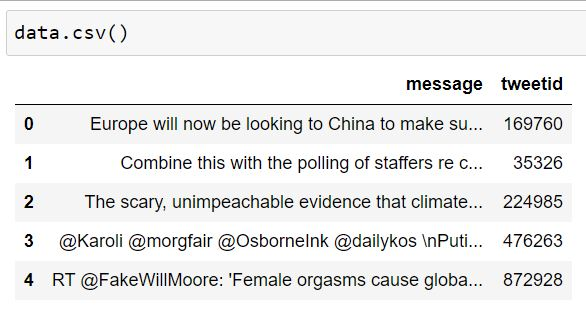 data.csv()
message tweetid
0 Europe will now be looking to China to make su... 169760
1 Combine this with the polling of staffers re c... 35326
2 The scary, unimpeachable evidence that climate... 224985
3 @Karoli @morgfair @OsborneInk @dailykos \nPuti... 476263
4 RT @FakeWillMoore: 'Female orgasms cause globa... 872928